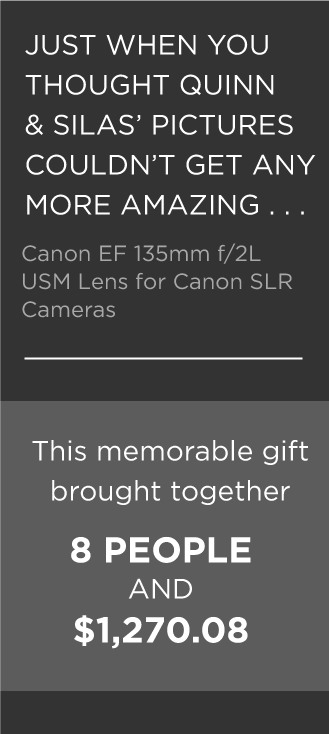 JUST WHEN YOU
THOUGHT QUINN
& SILAS’ PICTURES
COULDN’T GET ANY
MORE AMAZING . . .
Canon EF 135mm f/2L
USM Lens for Canon SLR
Cameras
This memorable gift
brought together
8 PEOPLE
AND
$1,270.08